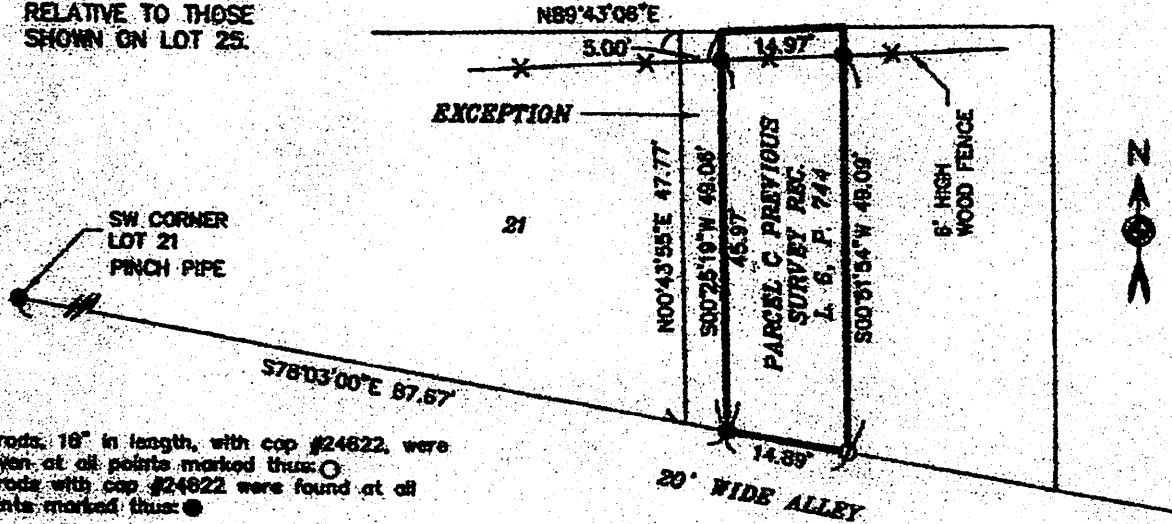 RELATIVE TO THOSE
SHOWN ON LOT 25.
N89°43'06"E
5.00'
14.97'
EXCEPTION
N00°43'55"E 47.77'
S00°25'19"W 49.06'
45.97'
PARCEL C PREVIOUS
SURVEY REC.
L. 6, P. 744
S00°51'54"W 49.09'
6' HIGH
WOOD FENCE
N
SW CORNER
LOT 21
PINCH PIPE
21
S78°03'00"E 87.67'
14.89'
20' WIDE ALLEY
rods, 18" in length, with cap #24622, were
at all points marked thus:
rods with cap #24622 were found at all
marked thus: